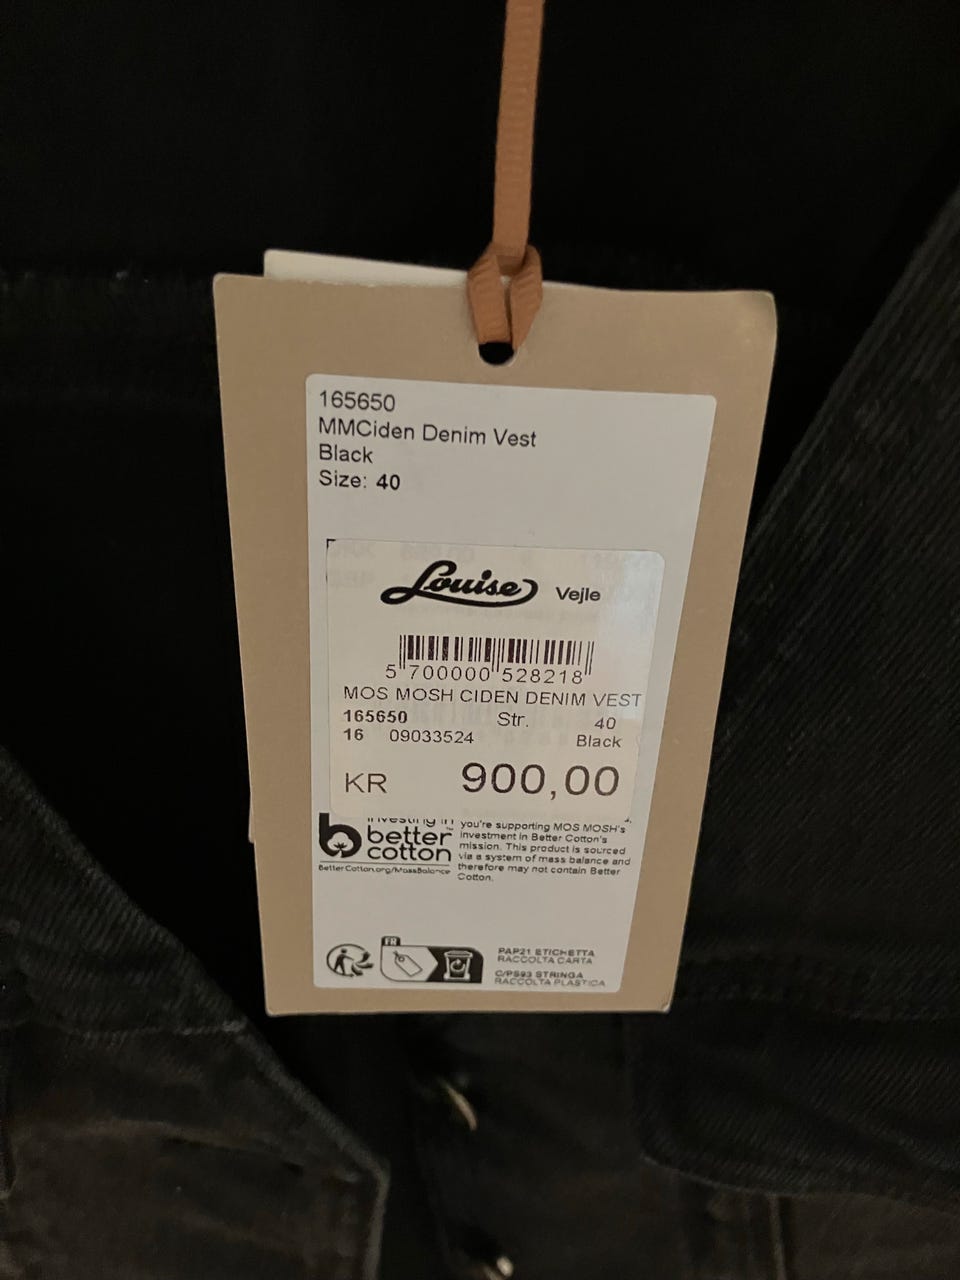 165650
MMCiden Denim Vest
Black
Size: 40
Louise Vejle
5 700000 528218
MOS MOSH CIDEN DENIM VEST
165650 Str. 40
16 09033524 Black
KR 900,00
investing in
better
cotton
BetterCotton.org/MassBalance
you're supporting MOS MOSH's
investment in Better Cotton's
mission. This product is sourced
via a system of mass balance and
therefore may not contain Better
Cotton.
FR
PAP21 ETICHETTA
RACCOLTA CARTA
C/PS93 STRINGA
RACCOLTA PLASTICA